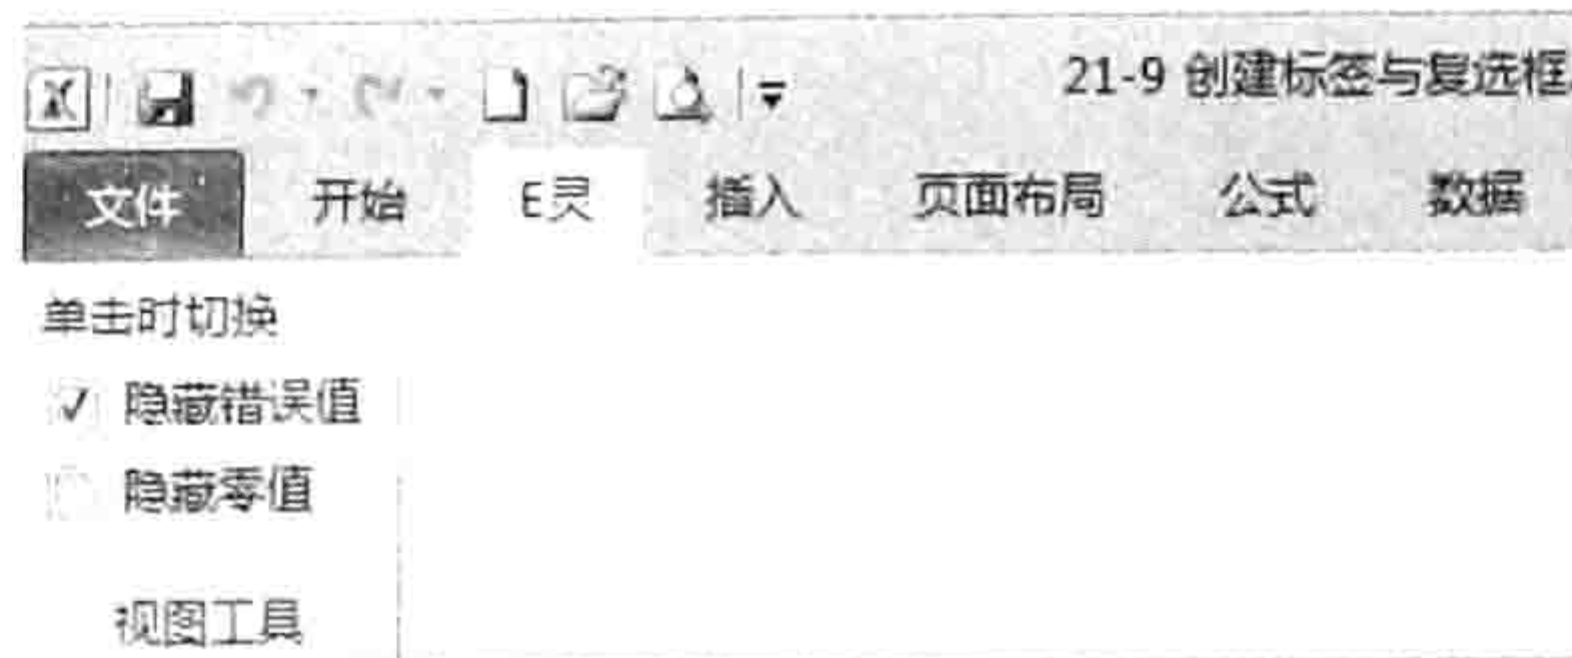 21-9 创建标签与复选框
文件 开始 E灵 插入 页面布局 公式 数据
单击时切换
隐藏错误值
隐藏零值
视图工具